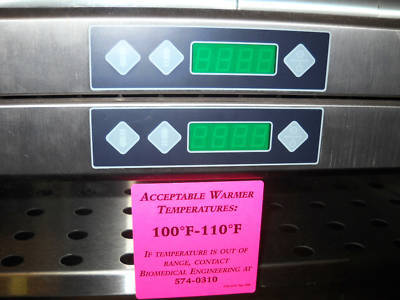 ACCEPTABLE WARMER
TEMPERATURES:
100°F-110°F
IF TEMPERATURE IS OUT OF
RANGE, CONTACT
BIOMEDICAL ENGINEERING AT
574-0310